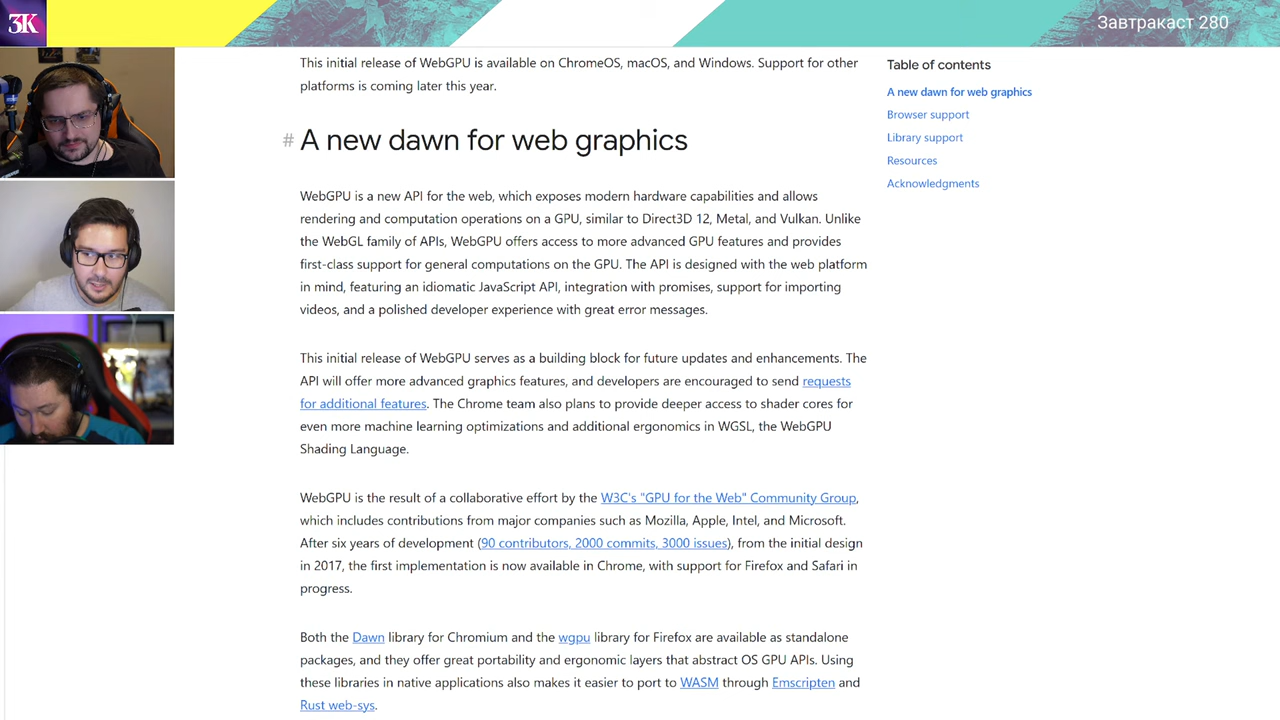 3K
Завтракаст 280
This initial release of WebGPU is available on ChromeOS, macOS, and Windows. Support for other
platforms is coming later this year.
# A new dawn for web graphics
WebGPU is a new API for the web, which exposes modern hardware capabilities and allows
rendering and computation operations on a GPU, similar to Direct3D 12, Metal, and Vulkan. Unlike
the WebGL family of APIs, WebGPU offers access to more advanced GPU features and provides
first-class support for general computations on the GPU. The API is designed with the web platform
in mind, featuring an idiomatic JavaScript API, integration with promises, support for importing
videos, and a polished developer experience with great error messages.
This initial release of WebGPU serves as a building block for future updates and enhancements. The
API will offer more advanced graphics features, and developers are encouraged to send requests
for additional features. The Chrome team also plans to provide deeper access to shader cores for
even more machine learning optimizations and additional ergonomics in WGSL, the WebGPU
Shading Language.
WebGPU is the result of a collaborative effort by the W3C's "GPU for the Web" Community Group,
which includes contributions from major companies such as Mozilla, Apple, Intel, and Microsoft.
After six years of development (90 contributors, 2000 commits, 3000 issues), from the initial design
in 2017, the first implementation is now available in Chrome, with support for Firefox and Safari in
progress.
Both the Dawn library for Chromium and the wgpu library for Firefox are available as standalone
packages, and they offer great portability and ergonomic layers that abstract OS GPU APIs. Using
these libraries in native applications also makes it easier to port to WASM through Emscripten and
Rust web-sys.
Table of contents
A new dawn for web graphics
Browser support
Library support
Resources
Acknowledgments